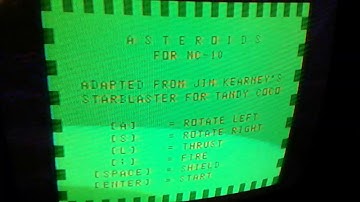 A S T E R O I D S
FOR MC-10
ADAPTED FROM JIM KEARNEY'S
STARBLASTER FOR TANDY COCO
[A] = ROTATE LEFT
[S] = ROTATE RIGHT
[L] = THRUST
[;] = FIRE
[SPACE] = SHIELD
[ENTER] = START